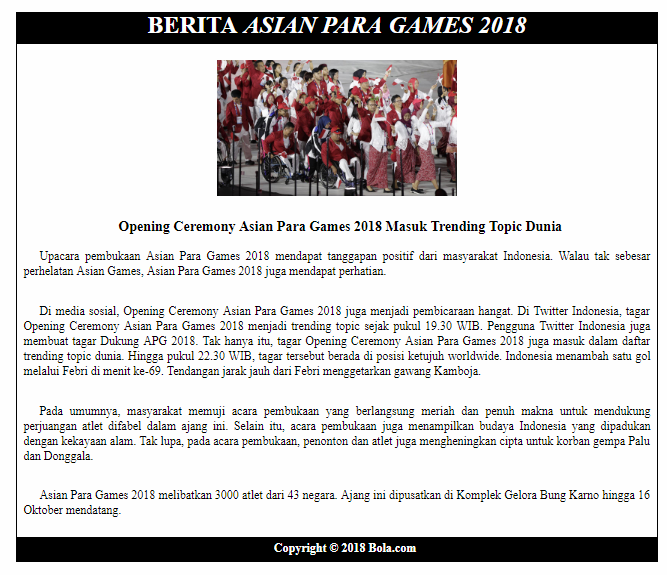 BERITA ASIAN PARA GAMES 2018
Opening Ceremony Asian Para Games 2018 Masuk Trending Topic Dunia
Upacara pembukaan Asian Para Games 2018 mendapat tanggapan positif dari masyarakat Indonesia. Walau tak sebesar
perhelatan Asian Games, Asian Para Games 2018 juga mendapat perhatian.
Di media sosial, Opening Ceremony Asian Para Games 2018 juga menjadi pembicaraan hangat. Di Twitter Indonesia, tagar
Opening Ceremony Asian Para Games 2018 menjadi trending topic sejak pukul 19.30 WIB. Pengguna Twitter Indonesia juga
membuat tagar Dukung APG 2018. Tak hanya itu, tagar Opening Ceremony Asian Para Games 2018 juga masuk dalam daftar
trending topic dunia. Hingga pukul 22.30 WIB, tagar tersebut berada di posisi ketujuh worldwide. Indonesia menambah satu gol
melalui Febri di menit ke-69. Tendangan jarak jauh dari Febri menggetarkan gawang Kamboja.
Pada umumnya, masyarakat memuji acara pembukaan yang berlangsung meriah dan penuh makna untuk mendukung
perjuangan atlet difabel dalam ajang ini. Selain itu, acara pembukaan juga menampilkan budaya Indonesia yang dipadukan
dengan kekayaan alam. Tak lupa, pada acara pembukaan, penonton dan atlet juga mengheningkan cipta untuk korban gempa Palu
dan Donggala.
Asian Para Games 2018 melibatkan 3000 atlet dari 43 negara. Ajang ini dipusatkan di Komplek Gelora Bung Karno hingga 16
Oktober mendatang.
Copyright © 2018 Bola.com